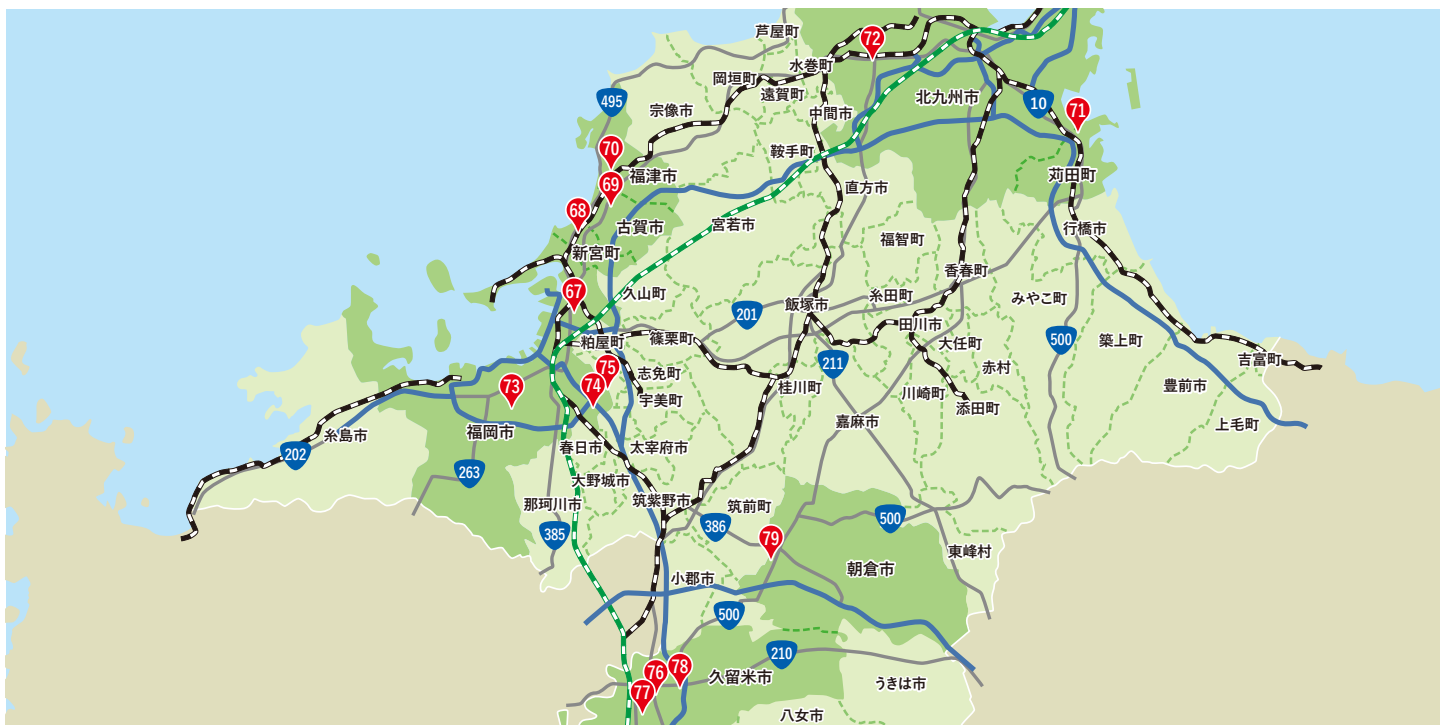 芦屋町
72
水巻町
岡垣町
遠賀町
495
宗像市
中間市
北九州市
10
71
70
鞍手町
福津市
69
直方市
苅田町
68
古賀市
宮若市
行橋市
新宮町
福智町
香春町
67
久山町
糸田町
みやこ町
飯塚市
201
田川市
粕屋町
篠栗町
大任町
500
築上町
吉富町
75
志免町
211
赤村
73
74
宇美町
桂川町
川崎町
添田町
豊前市
嘉麻市
上毛町
糸島市
福岡市
202
春日市
太宰府市
263
大野城市
那珂川市
筑紫野市
筑前町
385
386
500
79
東峰村
小郡市
朝倉市
500
210
76
78
久留米市
うきは市
77
八女市